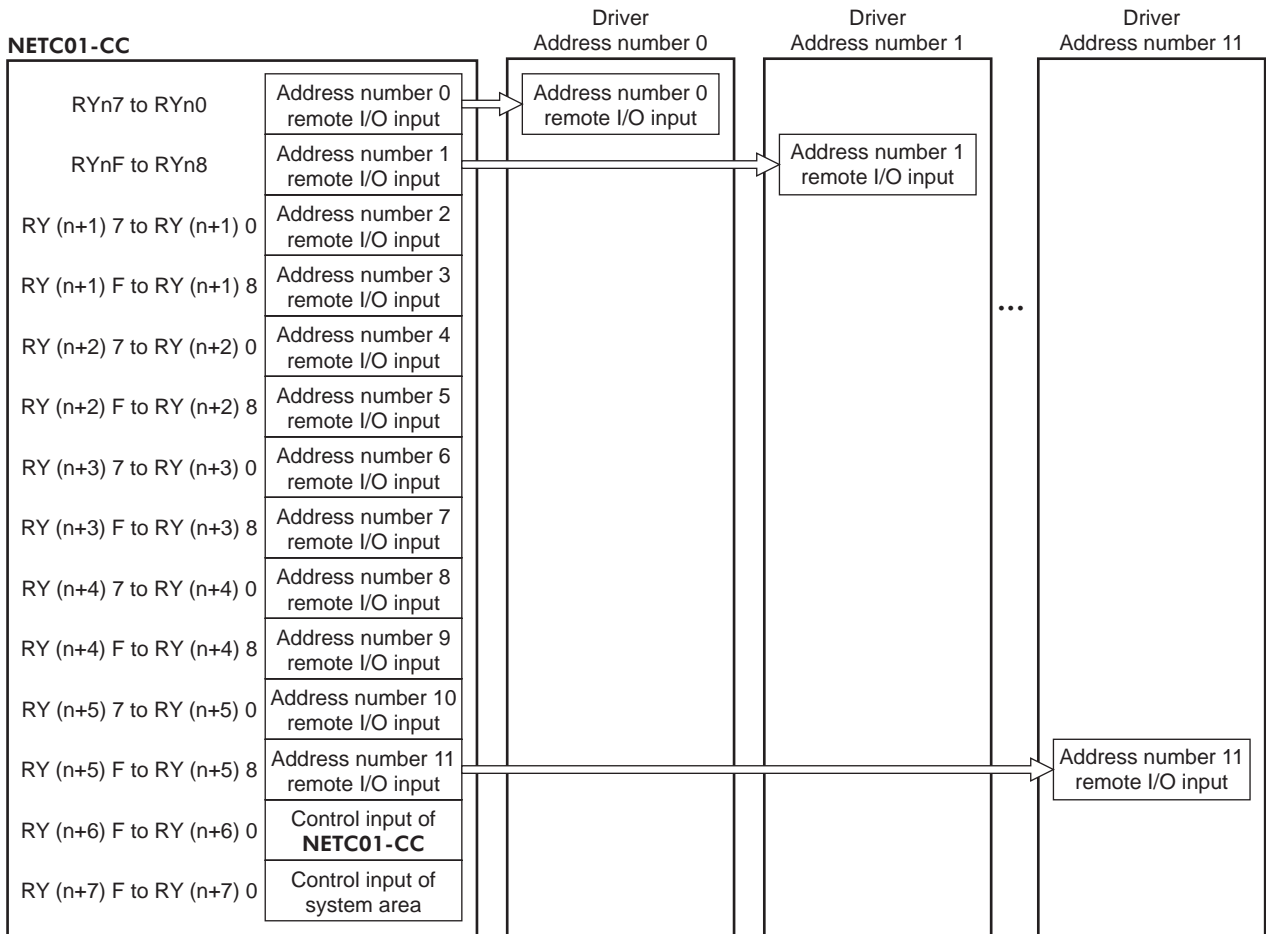 NETC01-CC
Driver
Address number 0
Driver
Address number 1
Driver
Address number 11
RYn7 to RYn0
Address number 0
remote I/O input
Address number 0
remote I/O input
RYnF to RYn8
Address number 1
remote I/O input
Address number 1
remote I/O input
RY (n+1) 7 to RY (n+1) 0
Address number 2
remote I/O input
RY (n+1) F to RY (n+1) 8
Address number 3
remote I/O input
...
RY (n+2) 7 to RY (n+2) 0
Address number 4
remote I/O input
RY (n+2) F to RY (n+2) 8
Address number 5
remote I/O input
RY (n+3) 7 to RY (n+3) 0
Address number 6
remote I/O input
RY (n+3) F to RY (n+3) 8
Address number 7
remote I/O input
RY (n+4) 7 to RY (n+4) 0
Address number 8
remote I/O input
RY (n+4) F to RY (n+4) 8
Address number 9
remote I/O input
RY (n+5) 7 to RY (n+5) 0
Address number 10
remote I/O input
RY (n+5) F to RY (n+5) 8
Address number 11
remote I/O input
Address number 11
remote I/O input
RY (n+6) F to RY (n+6) 0
Control input of
NETC01-CC
RY (n+7) F to RY (n+7) 0
Control input of
system area